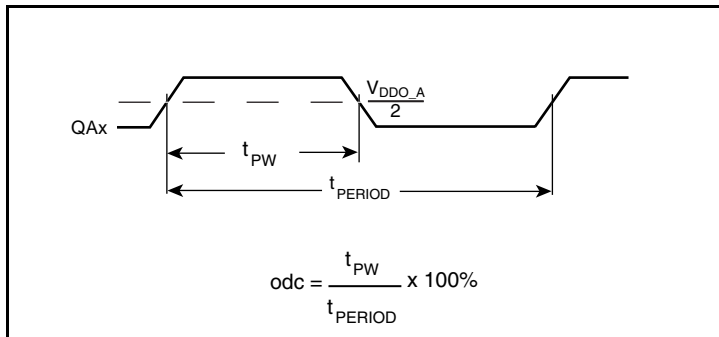 V_DDO_A
2
QAx
t_PW
t_PERIOD
odc = t_PW / t_PERIOD x 100%